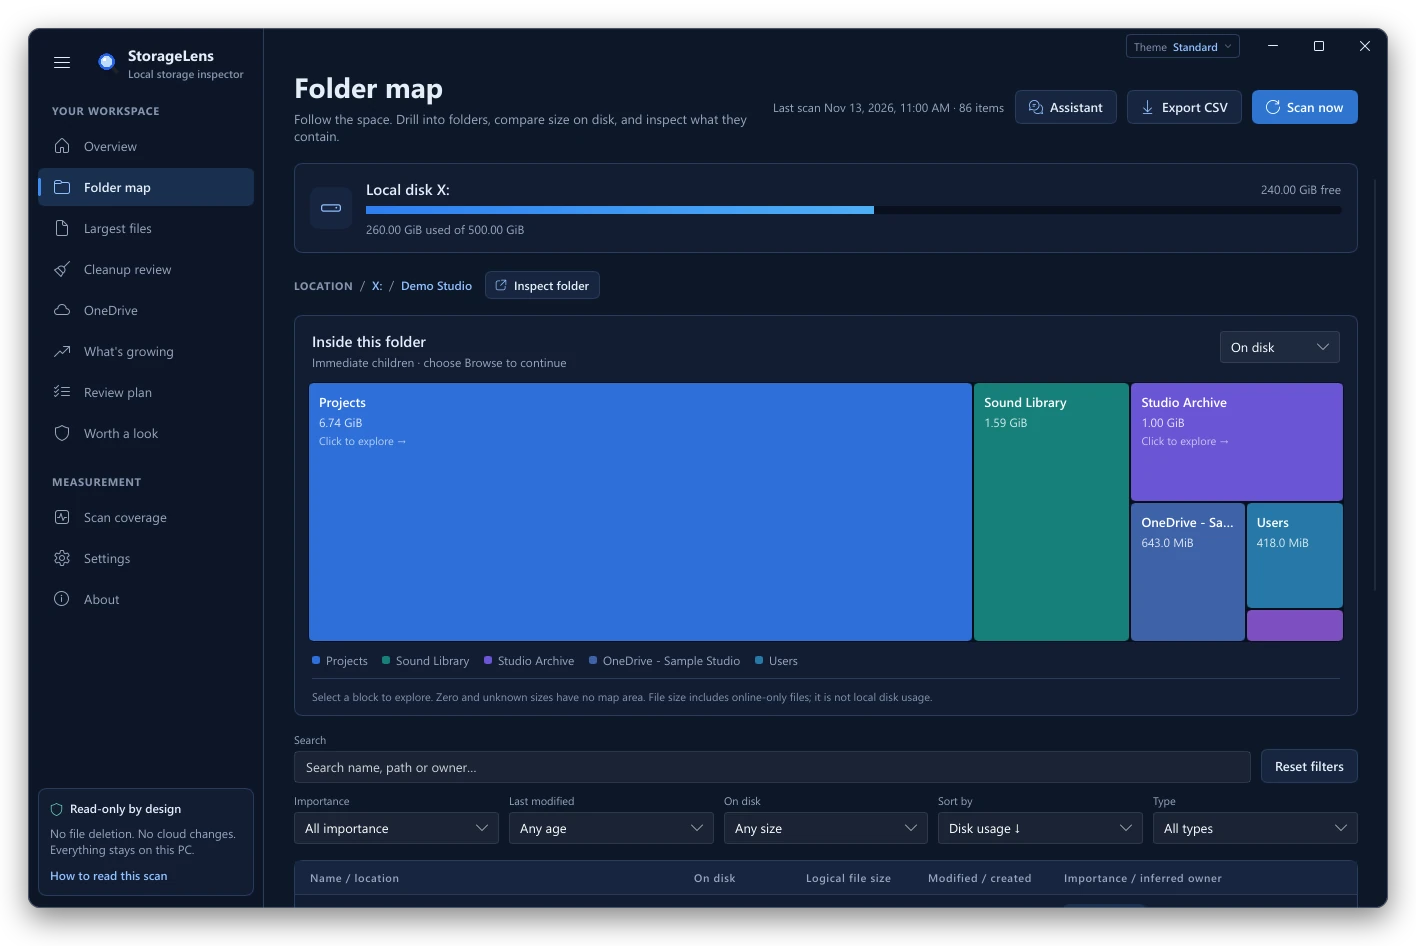 StorageLens
Local storage inspector
YOUR WORKSPACE
Overview
Folder map
Largest files
Cleanup review
OneDrive
What's growing
Review plan
Worth a look
MEASUREMENT
Scan coverage
Settings
About
Read-only by design
No file deletion. No cloud changes.
Everything stays on this PC.
How to read this scan
Theme Standard
Folder map
Follow the space. Drill into folders, compare size on disk, and inspect what they
contain.
Last scan Nov 13, 2026, 11:00 AM · 86 items
Assistant
Export CSV
Scan now
Local disk X:
240.00 GiB free
260.00 GiB used of 500.00 GiB
LOCATION / X: / Demo Studio
Inspect folder
Inside this folder
Immediate children · choose Browse to continue
On disk
Projects
6.74 GiB
Click to explore →
Sound Library
1.59 GiB
Studio Archive
1.00 GiB
Click to explore →
OneDrive - Sa...
643.0 MiB
Users
418.0 MiB
Projects
Sound Library
Studio Archive
OneDrive - Sample Studio
Users
Select a block to explore. Zero and unknown sizes have no map area. File size includes online-only files; it is not local disk usage.
Search
Search name, path or owner...
Reset filters
Importance
Last modified
On disk
Sort by
Type
All importance
Any age
Any size
Disk usage ↓
All types
Name / location
On disk
Logical file size
Modified / created
Importance / inferred owner